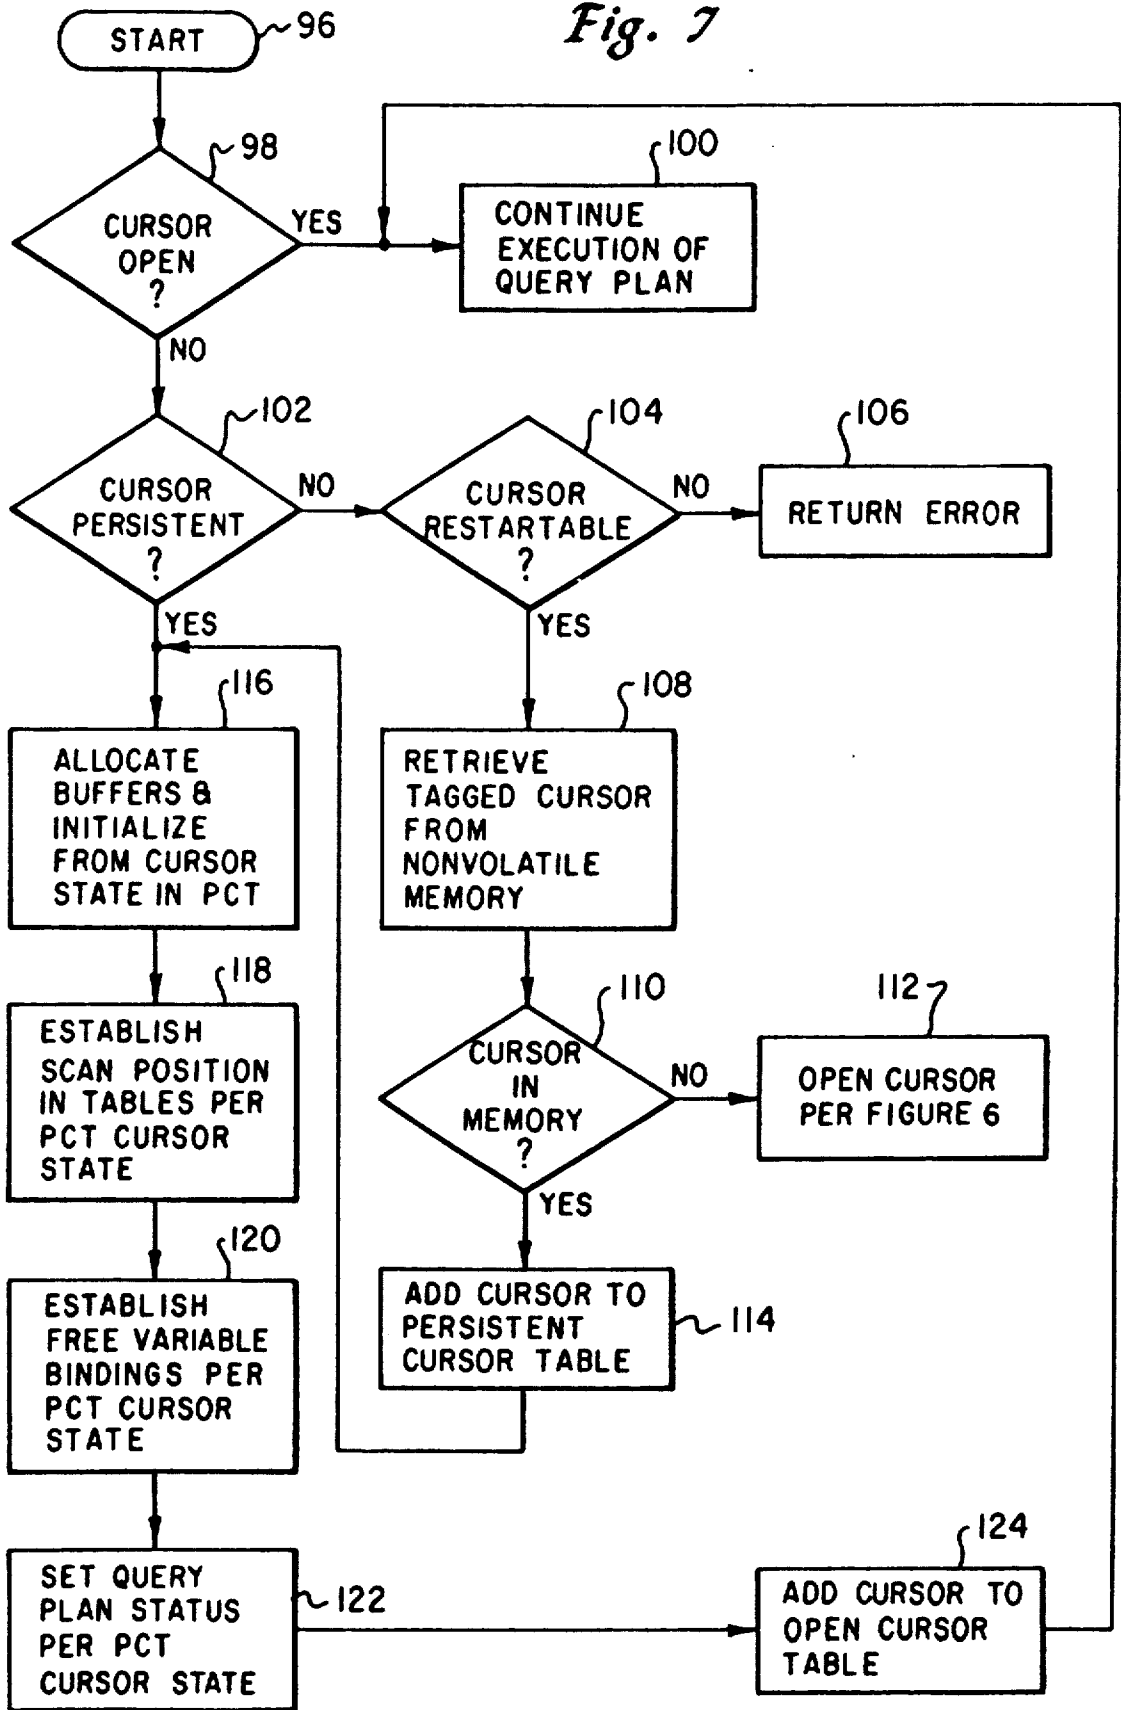 Fig. 7
START
96
98
CURSOR
OPEN
?
YES
NO
100
CONTINUE
EXECUTION OF
QUERY PLAN
102
CURSOR
PERSISTENT
?
NO
YES
104
CURSOR
RESTARTABLE
?
NO
YES
106
RETURN ERROR
116
ALLOCATE
BUFFERS &
INITIALIZE
FROM CURSOR
STATE IN PCT
108
RETRIEVE
TAGGED CURSOR
FROM
NONVOLATILE
MEMORY
118
ESTABLISH
SCAN POSITION
IN TABLES PER
PCT CURSOR
STATE
110
CURSOR
IN
MEMORY
?
NO
YES
112
OPEN CURSOR
PER FIGURE 6
120
ESTABLISH
FREE VARIABLE
BINDINGS PER
PCT CURSOR
STATE
ADD CURSOR TO
PERSISTENT
CURSOR TABLE
114
SET QUERY
PLAN STATUS
PER PCT
CURSOR STATE
122
124
ADD CURSOR TO
OPEN CURSOR
TABLE